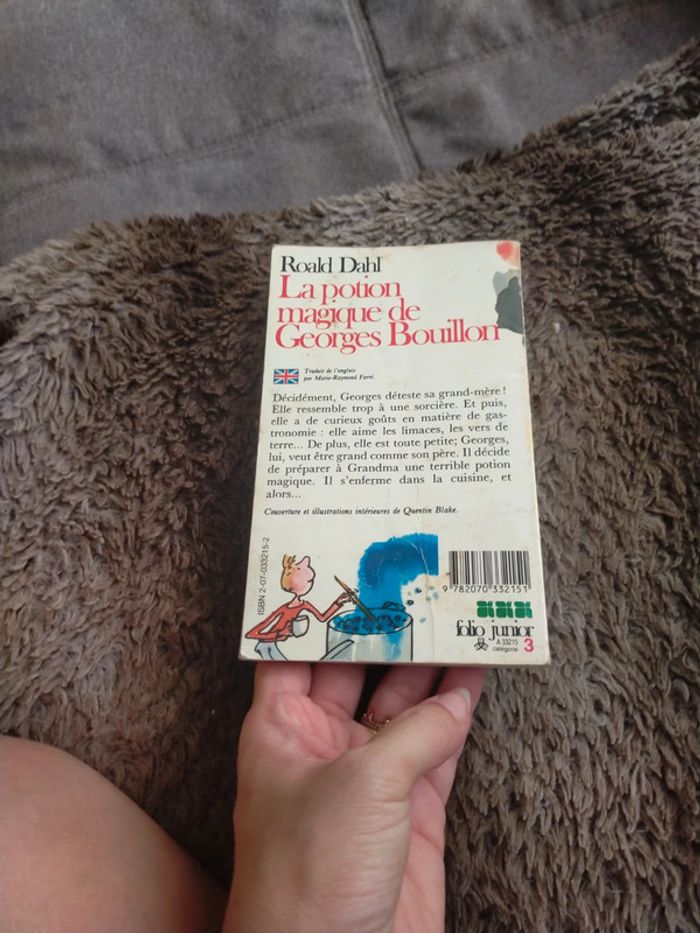 Roald Dahl
La potion
magique de
Georges Bouillon
Traduit de l'anglais
par Marie-Raymond Farré.
Décidément, Georges déteste sa grand-mère !
Elle ressemble trop à une sorcière. Et puis,
elle a de curieux goûts en matière de gas-
tronomie : elle aime les limaces, les vers de
terre... De plus, elle est toute petite; Georges,
lui, veut être grand comme son père. Il décide
de préparer à Grandma une terrible potion
magique. Il s'enferme dans la cuisine, et
alors...
Couverture et illustrations intérieures de Quentin Blake.
ISBN 2-07-033215-2
9 782070 332151
folio junior
A 33215
catégorie 3